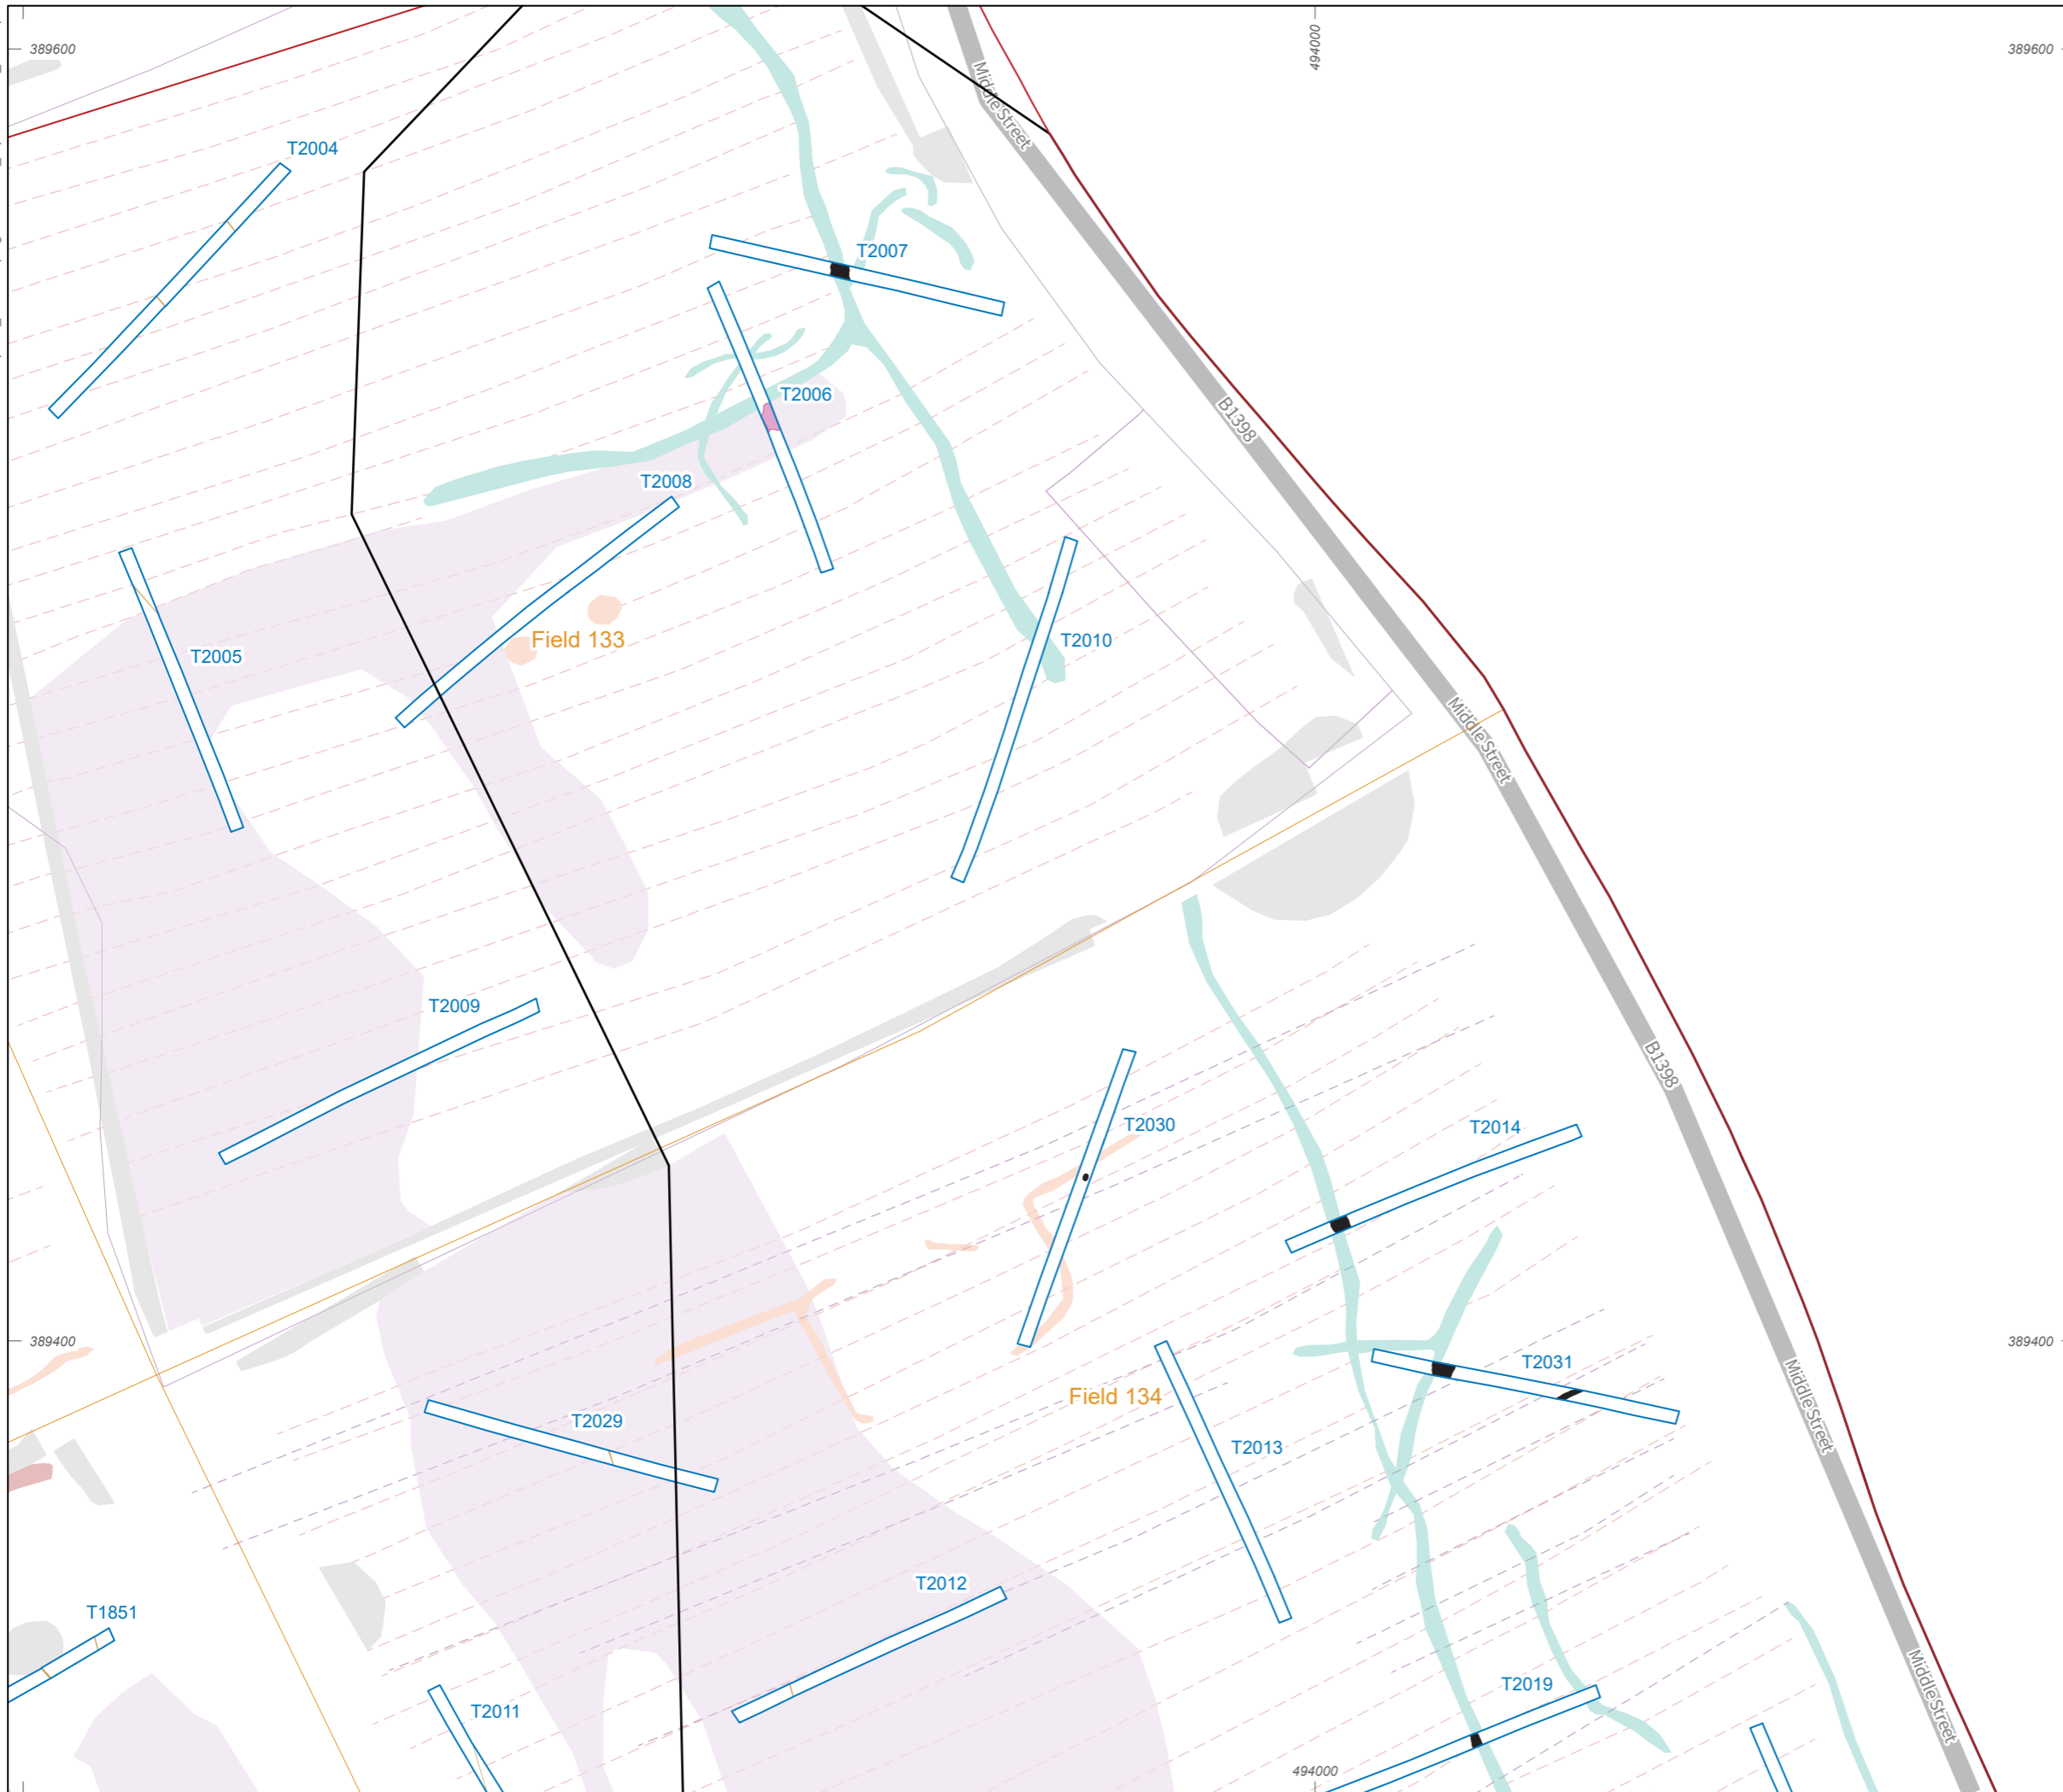 389600
494000
389600
Middle Street
T2004
T2007
T2006
B1398
T2008
Field 133
T2010
T2005
Middle Street
T2009
B1398
T2030
T2014
389400
389400
T2031
Middle Street
Field 134
T2029
T2013
T2012
T1851
T2019
T2011
Middle Street
494000